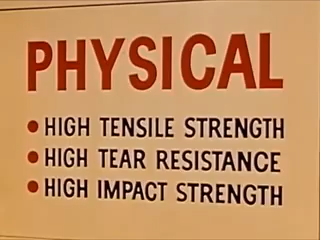 PHYSICAL
• HIGH TENSILE STRENGTH
• HIGH TEAR RESISTANCE
• HIGH IMPACT STRENGTH